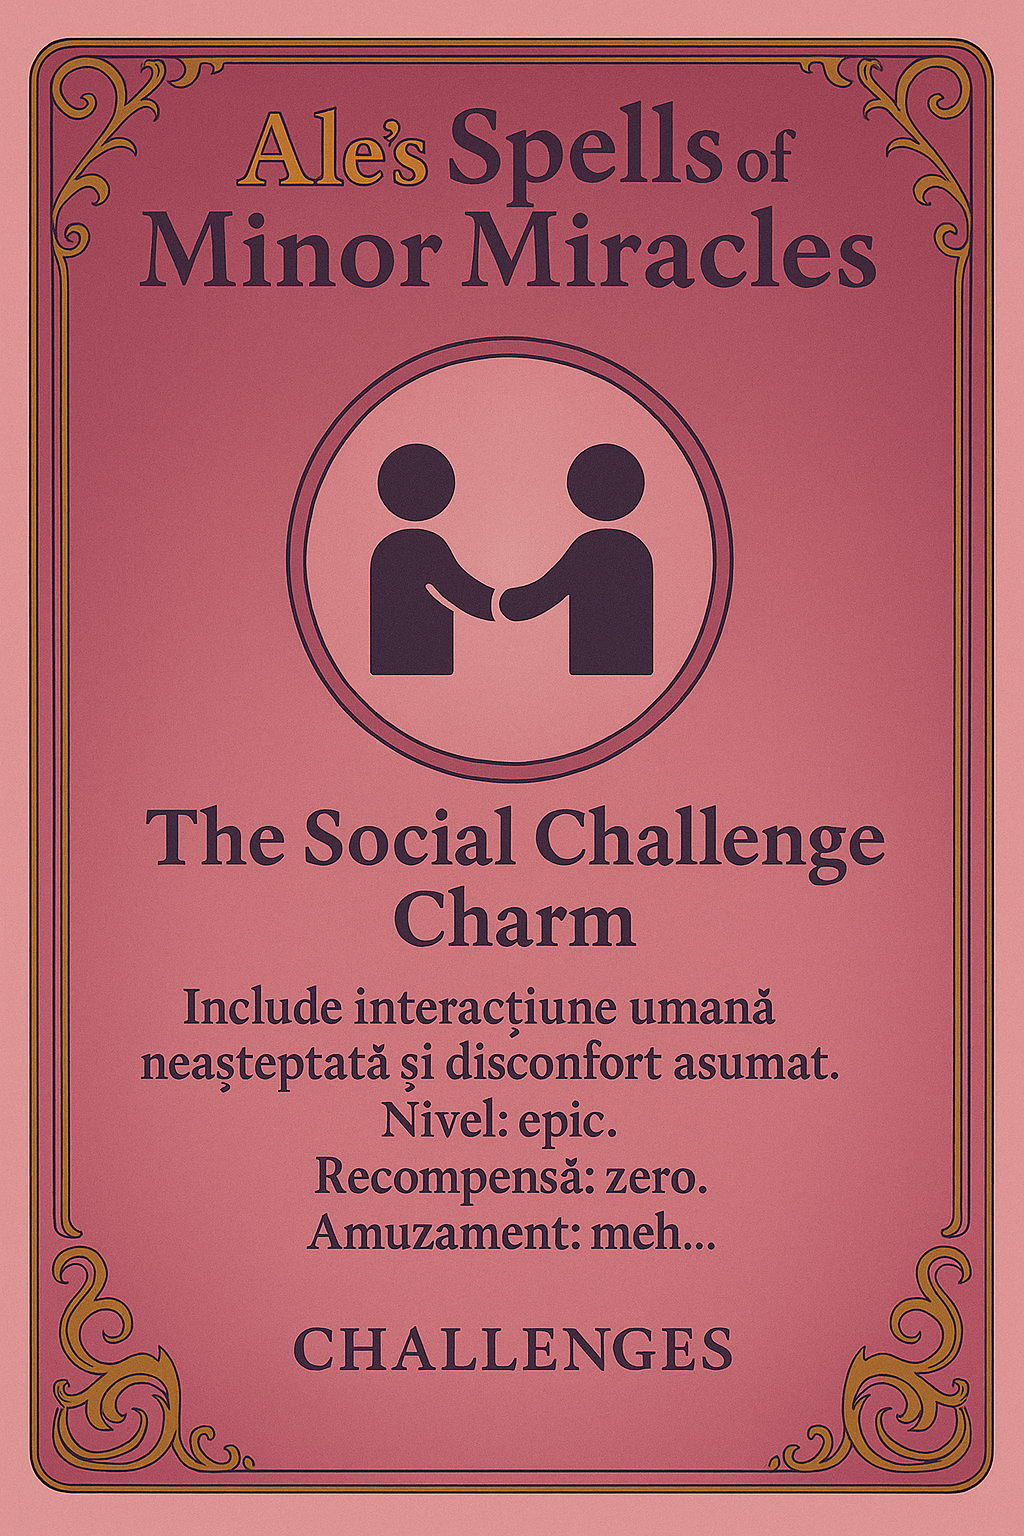 Ale's Spells of
Minor Miracles
The Social Challenge
Charm
Include interacțiune umană
neașteptată și disconfort asumat.
Nivel: epic.
Recompensă: zero.
Amuzament: meh...
CHALLENGES